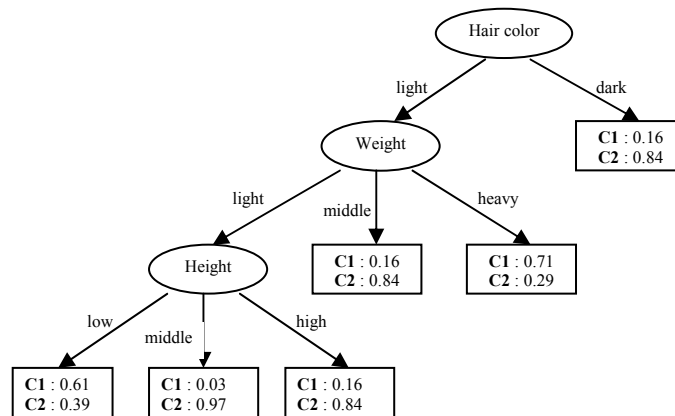 Hair color
light
dark
Weight
C1 : 0.16
C2 : 0.84
light
middle
heavy
Height
C1 : 0.16
C2 : 0.84
C1 : 0.71
C2 : 0.29
low
middle
high
C1 : 0.61
C2 : 0.39
C1 : 0.03
C2 : 0.97
C1 : 0.16
C2 : 0.84